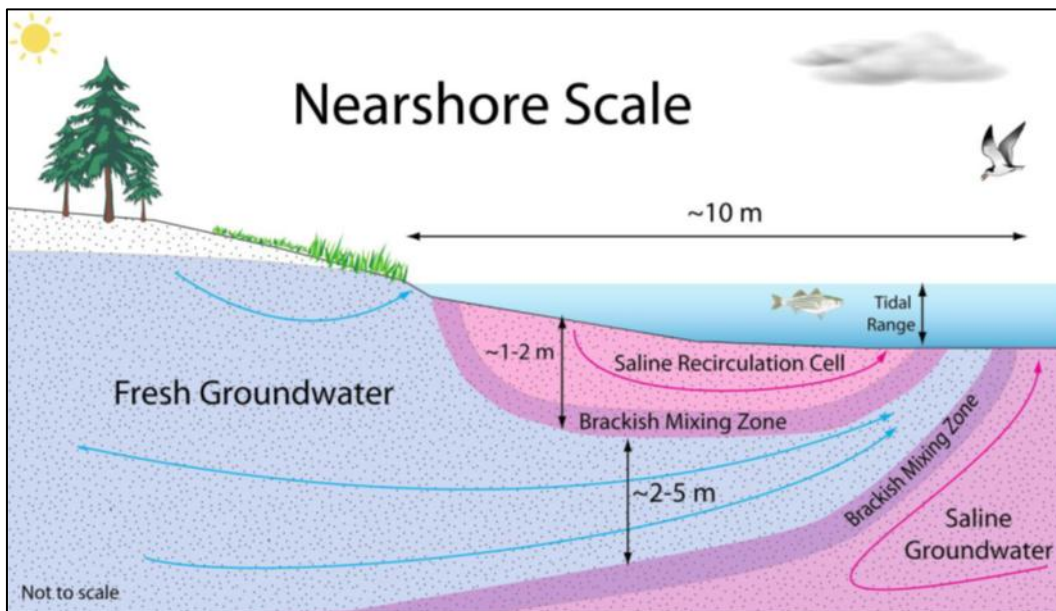 Nearshore Scale
~10 m
Tidal
Range
~1-2 m
Saline Recirculation Cell
Fresh Groundwater
Brackish Mixing Zone
Brackish Mixing Zone
~2-5 m
Saline
Groundwater
Not to scale